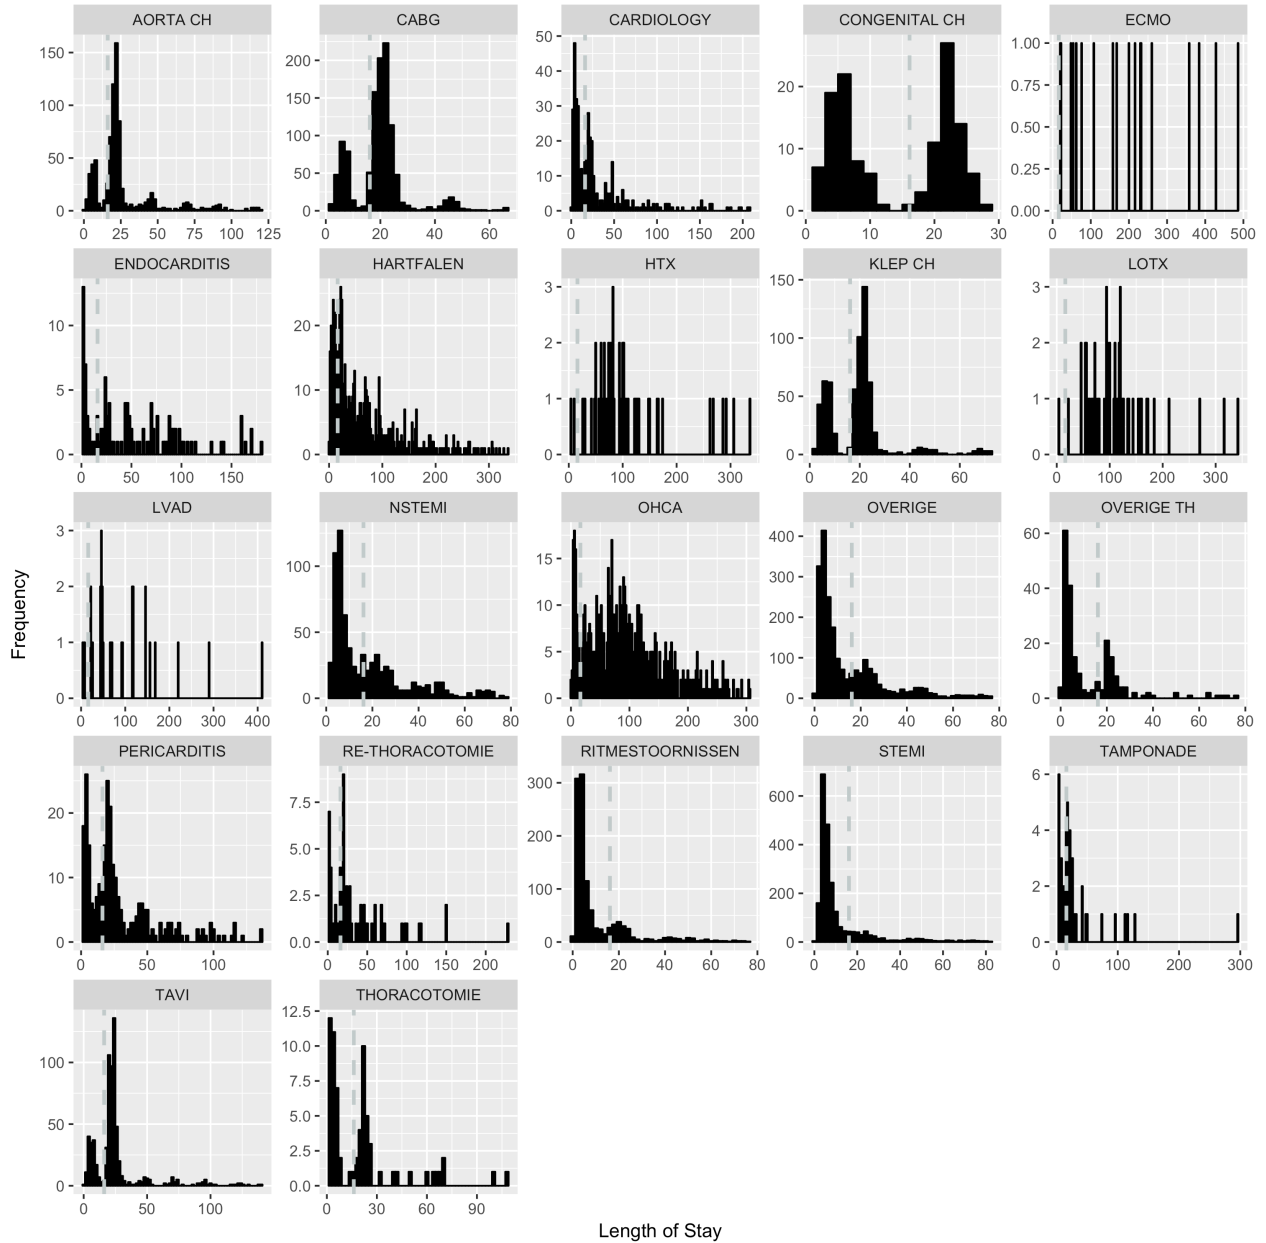 AORTA CH CABG CARDIOLOGY CONGENITAL CH ECMO
150 100 50 0
200 150 100 50 0
50 40 30 20 10 0
20 10 0
1.00 0.75 0.50 0.25 0.00
0 25 50 75 100 125
0 20 40 60
0 50 100 150 200
0 10 20 30
0 100 200 300 400 500
ENDOCARDITIS HARTFALEN HTX KLEP CH LOTX
10 5 0
20 10 0
3 2 1 0
150 100 50 0
3 2 1 0
0 50 100 150
0 100 200 300
0 100 200 300
0 20 40 60
0 100 200 300
LVAD NSTEMI OHCA OVERIGE OVERIGE TH
3 2 1 0
100 50 0
15 10 5 0
400 300 200 100 0
60 40 20 0
0 100 200 300 400
0 20 40 60 80
0 100 200 300
0 20 40 60 80
0 20 40 60 80
Frequency
PERICARDITIS RE-THORACOTOMIE RITMESTOORNISSEN STEMI TAMPONADE
20 10 0
7.5 5.0 2.5 0.0
300 200 100 0
600 400 200 0
6 4 2 0
0 50 100
0 50 100 150 200
0 20 40 60 80
0 20 40 60 80
0 100 200 300
TAVI THORACOTOMIE
100 50 0
12.5 10.0 7.5 5.0 2.5 0.0
0 50 100
0 30 60 90
Length of Stay